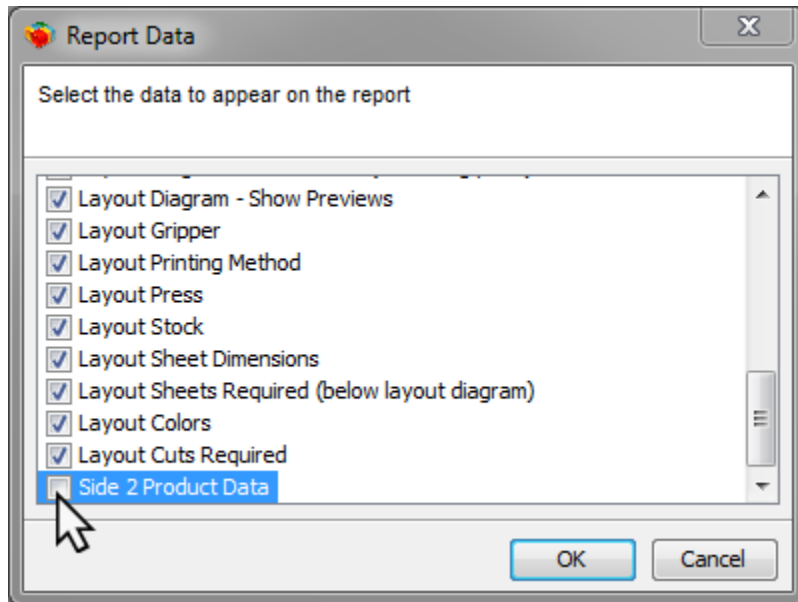 Report Data
Select the data to appear on the report
Layout Diagram - Show Previews
Layout Gripper
Layout Printing Method
Layout Press
Layout Stock
Layout Sheet Dimensions
Layout Sheets Required (below layout diagram)
Layout Colors
Layout Cuts Required
Side 2 Product Data
OK
Cancel